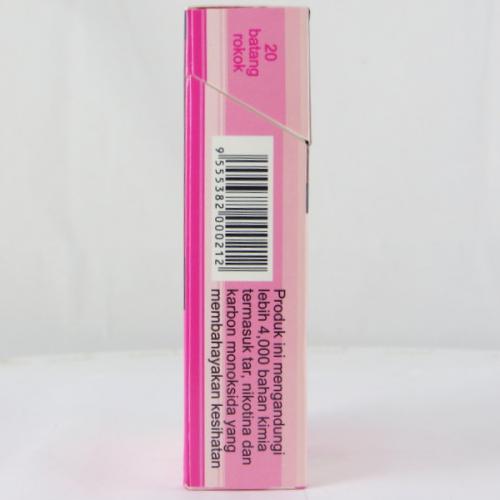 20
batang
rokok
9 555382 000212
Produk ini mengandungi
lebih 4,000 bahan kimia
termasuk tar, nikotina dan
karbon monoksida yang
membahayakan kesihatan